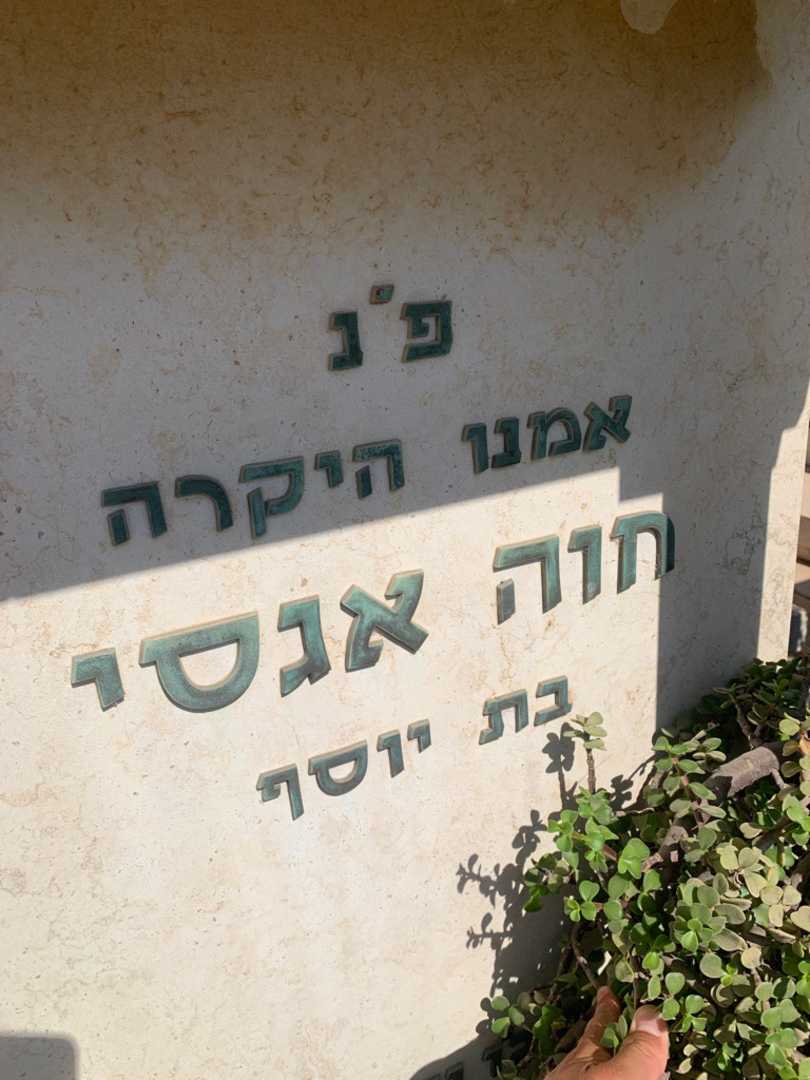 פ'נ
אמנו היקרה
חוה אגסי
בת יוסף